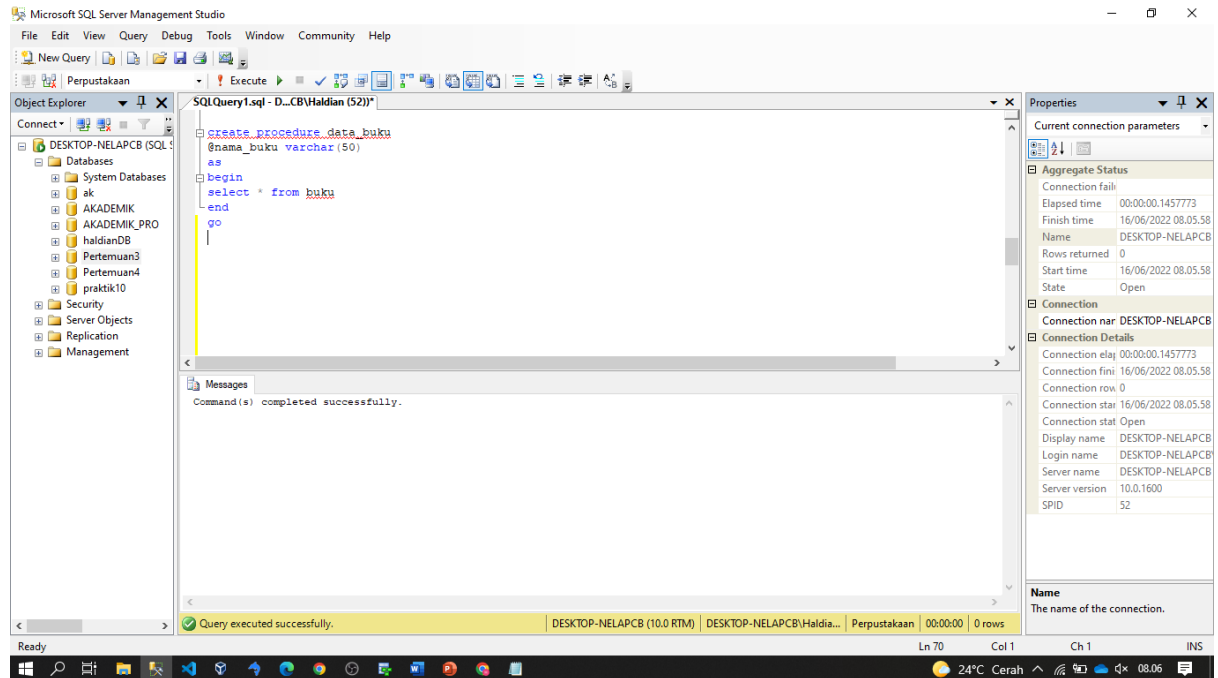 Microsoft SQL Server Management Studio
File Edit View Query Debug Tools Window Community Help
New Query
Perpustakaan Execute
Object Explorer
Connect
DESKTOP-NELAPCB (SQL S
Databases
System Databases
ak
AKADEMIK
AKADEMIK_PRO
haldianDB
Pertemuan3
Pertemuan4
praktik10
Security
Server Objects
Replication
Management
SQLQuery1.sql - D...CB\Haldian (52))*
create procedure data_buku
@nama_buku varchar(50)
as
begin
select * from buku
end
go
Messages
Command(s) completed successfully.
Query executed successfully. DESKTOP-NELAPCB (10.0 RTM) DESKTOP-NELAPCB\Haldia... Perpustakaan 00:00:00 0 rows
Properties
Current connection parameters
Aggregate Status
Connection failu
Elapsed time 00:00:00.1457773
Finish time 16/06/2022 08.05.58
Name DESKTOP-NELAPCB
Rows returned 0
Start time 16/06/2022 08.05.58
State Open
Connection
Connection nar DESKTOP-NELAPCB
Connection Details
Connection elap 00:00:00.1457773
Connection fini 16/06/2022 08.05.58
Connection row 0
Connection star 16/06/2022 08.05.58
Connection stat Open
Display name DESKTOP-NELAPCB
Login name DESKTOP-NELAPCB\
Server name DESKTOP-NELAPCB
Server version 10.0.1600
SPID 52
Name
The name of the connection.
Ready Ln 70 Col 1 Ch 1 INS
24°C Cerah 08.06